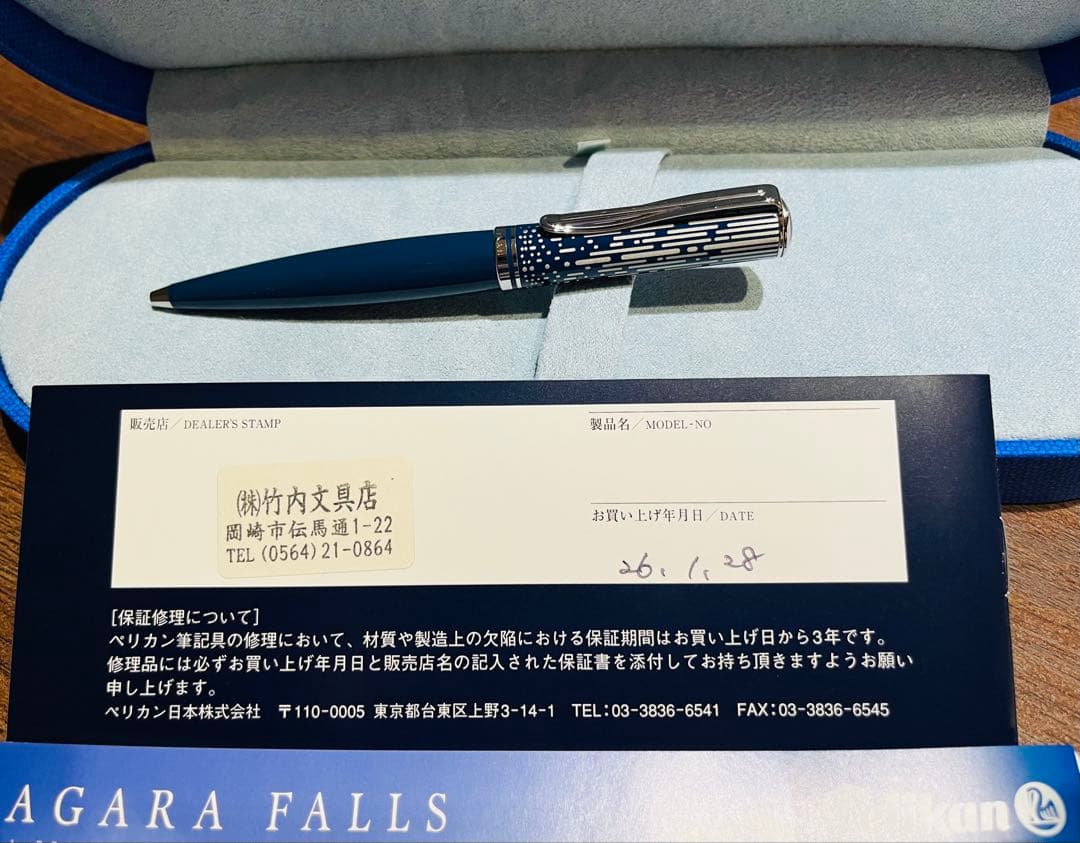 販売店／DEALER'S STAMP
㈱竹内文具店
岡崎市伝馬通1-22
TEL (0564) 21-0864
製品名／MODEL-NO
お買い上げ年月日／DATE
26. 1. 28
[保証修理について]
ペリカン筆記具の修理において、材質や製造上の欠陥における保証期間はお買い上げ日から3年です。
修理品には必ずお買い上げ年月日と販売店名の記入された保証書を添付してお持ち頂きますようお願い
申し上げます。
ペリカン日本株式会社 〒110-0005 東京都台東区上野3-14-1 TEL:03-3836-6541 FAX:03-3836-6545
AGARA FALLS